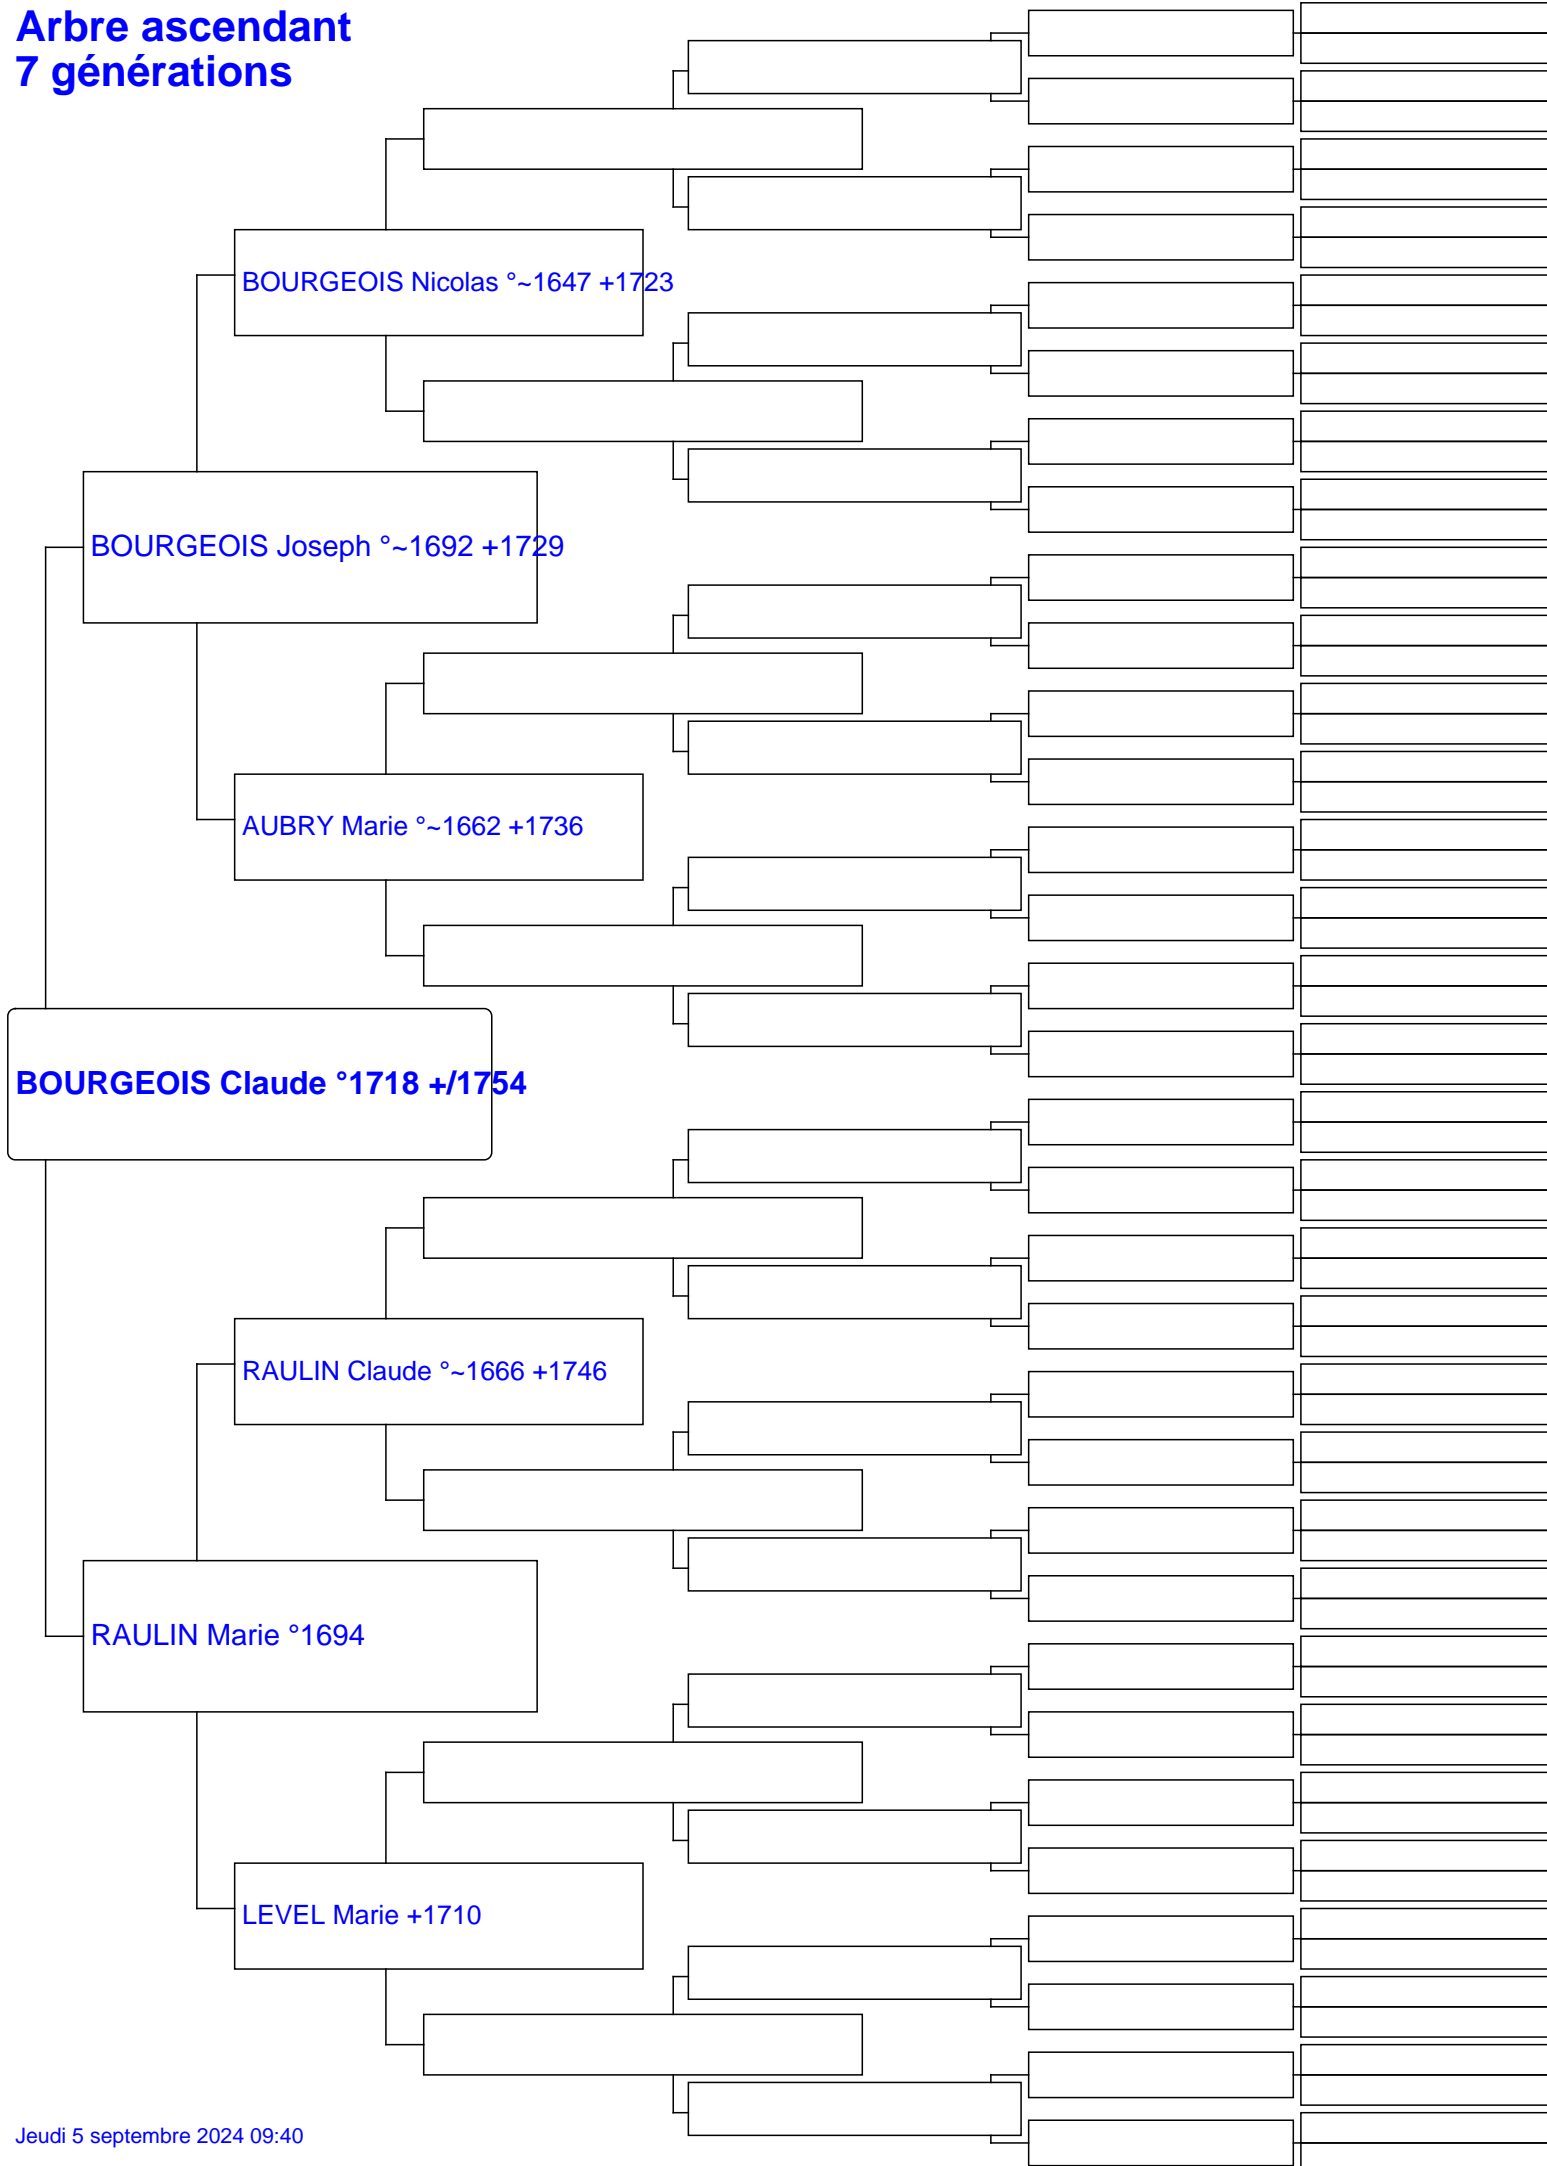 Arbre ascendant
7 générations
BOURGEOIS Nicolas °~1647 +1723
BOURGEOIS Joseph °~1692 +1729
AUBRY Marie °~1662 +1736
BOURGEOIS Claude °1718 +/1754
RAULIN Claude °~1666 +1746
RAULIN Marie °1694
LEVEL Marie +1710
Jeudi 5 septembre 2024 09:40